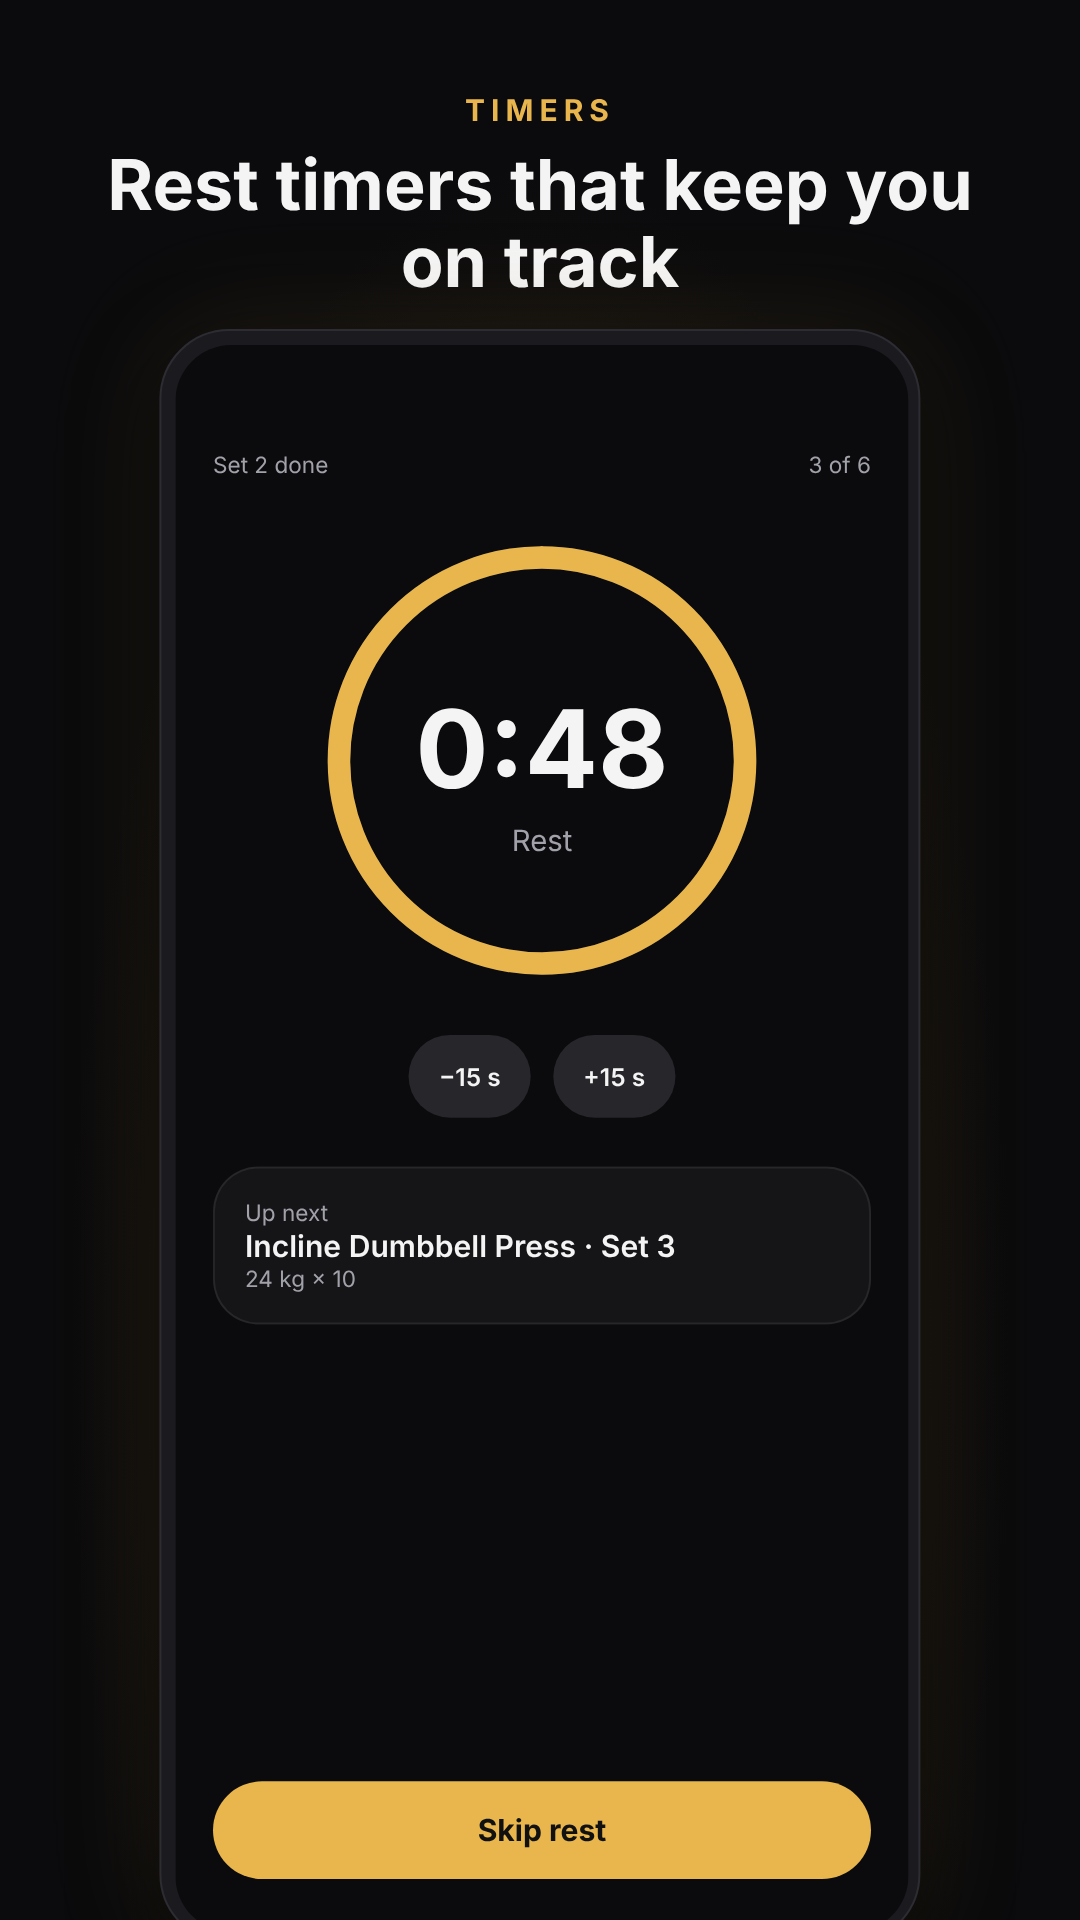 TIMERS
Rest timers that keep you
on track
Set 2 done
3 of 6
0:48
Rest
−15 s
+15 s
Up next
Incline Dumbbell Press · Set 3
24 kg × 10
Skip rest